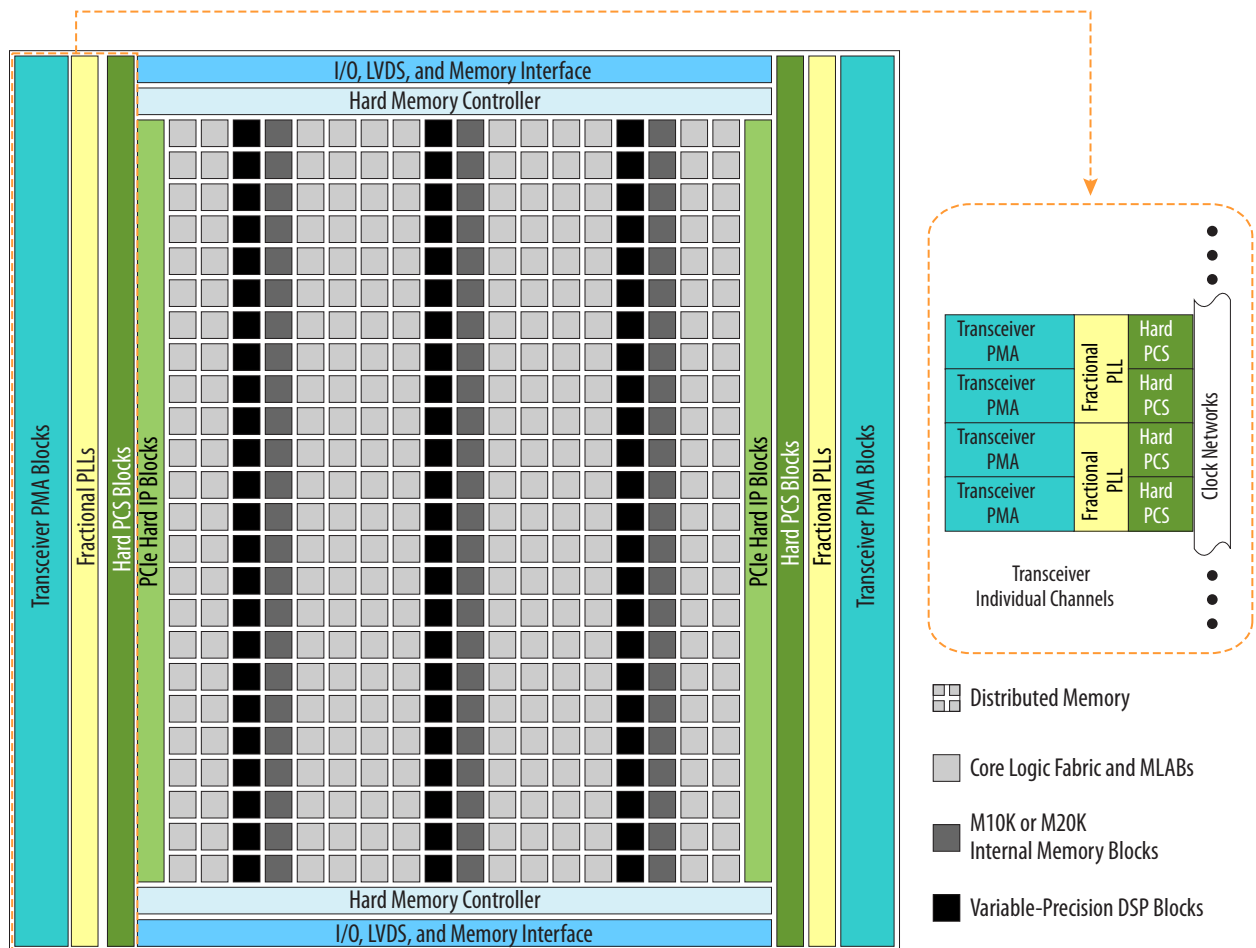 I/O, LVDS, and Memory Interface
Hard Memory Controller
Transceiver PMA Blocks
Fractional PLLs
Hard PCS Blocks
PCIe Hard IP Blocks
PCIe Hard IP Blocks
Hard PCS Blocks
Fractional PLLs
Transceiver PMA Blocks
Hard Memory Controller
I/O, LVDS, and Memory Interface
Transceiver
PMA
Transceiver
PMA
Transceiver
PMA
Transceiver
PMA
Fractional
PLL
Fractional
PLL
Hard
PCS
Hard
PCS
Hard
PCS
Hard
PCS
Clock Networks
Transceiver
Individual Channels
Distributed Memory
Core Logic Fabric and MLABs
M10K or M20K
Internal Memory Blocks
Variable-Precision DSP Blocks